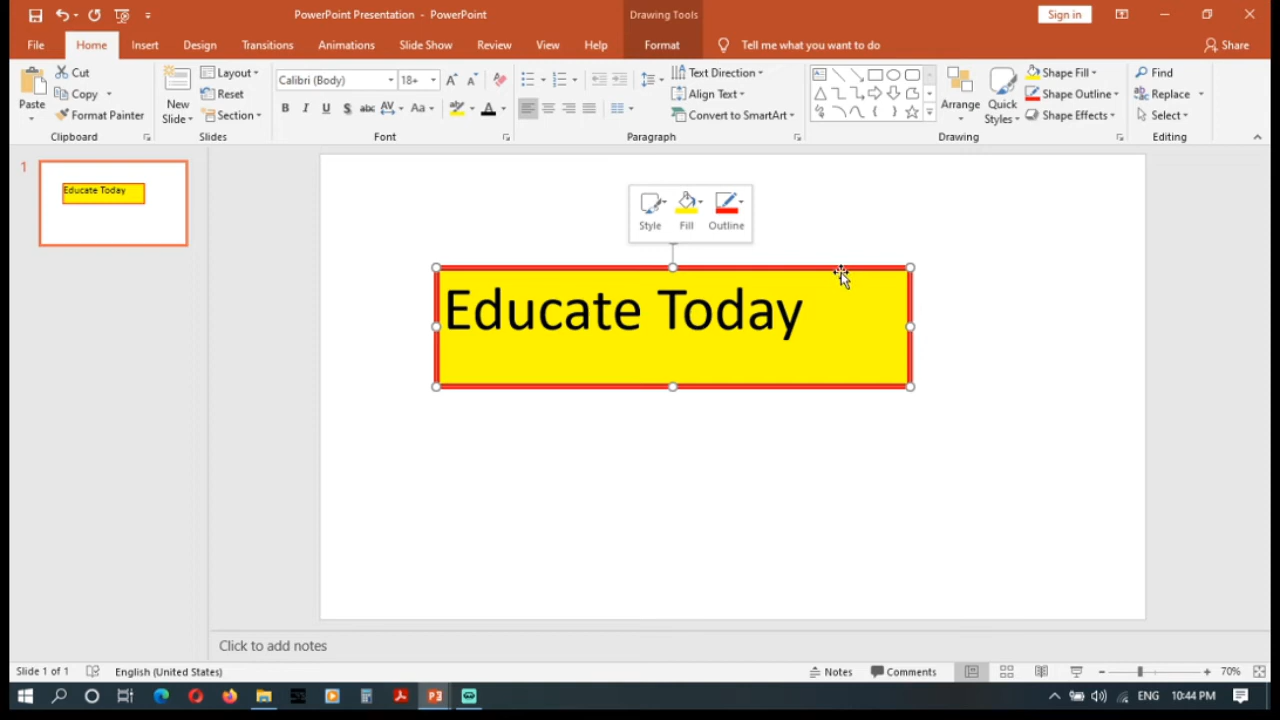 PowerPoint Presentation - PowerPoint
Drawing Tools
Sign in
File Home Insert Design Transitions Animations Slide Show Review View Help Format Tell me what you want to do Share
Paste
Cut
Copy
Format Painter
Clipboard
New Slide
Layout
Reset
Section
Slides
Calibri (Body) 18+
B I U S abc AV Aa A
Font
Text Direction
Align Text
Convert to SmartArt
Paragraph
Arrange
Quick Styles
Shape Fill
Shape Outline
Shape Effects
Drawing
Find
Replace
Select
Editing
1
Educate Today
Style Fill Outline
Educate Today
Click to add notes
Slide 1 of 1 English (United States) Notes Comments 70%
ENG 10:44 PM